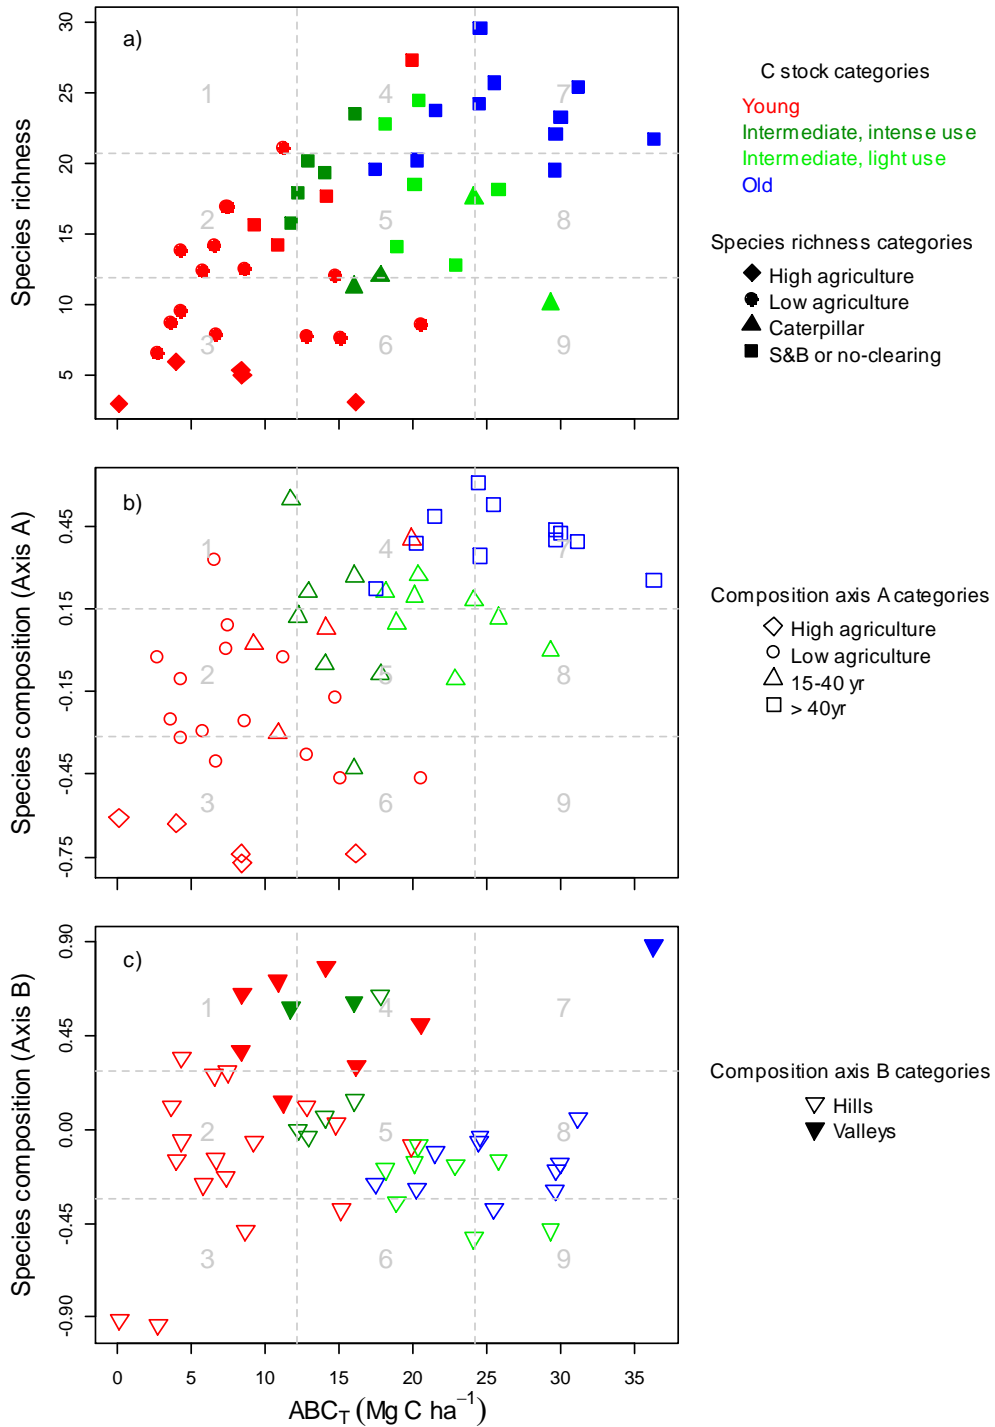 a)
30
25
20
15
10
5
Species richness
1
4
7
2
5
8
3
6
9
C stock categories
Young
Intermediate, intense use
Intermediate, light use
Old
Species richness categories
High agriculture
Low agriculture
Caterpillar
S&B or no-clearing
0
5
10
15
20
25
30
35
b)
0.45
0.15
-0.15
-0.45
-0.75
Species composition (Axis A)
1
4
7
2
5
8
3
6
9
Composition axis A categories
High agriculture
Low agriculture
15-40 yr
> 40yr
c)
0.90
0.45
0.00
-0.45
-0.90
Species composition (Axis B)
1
4
7
2
5
8
3
6
9
Composition axis B categories
Hills
Valleys
ABC_T (Mg C ha⁻¹)